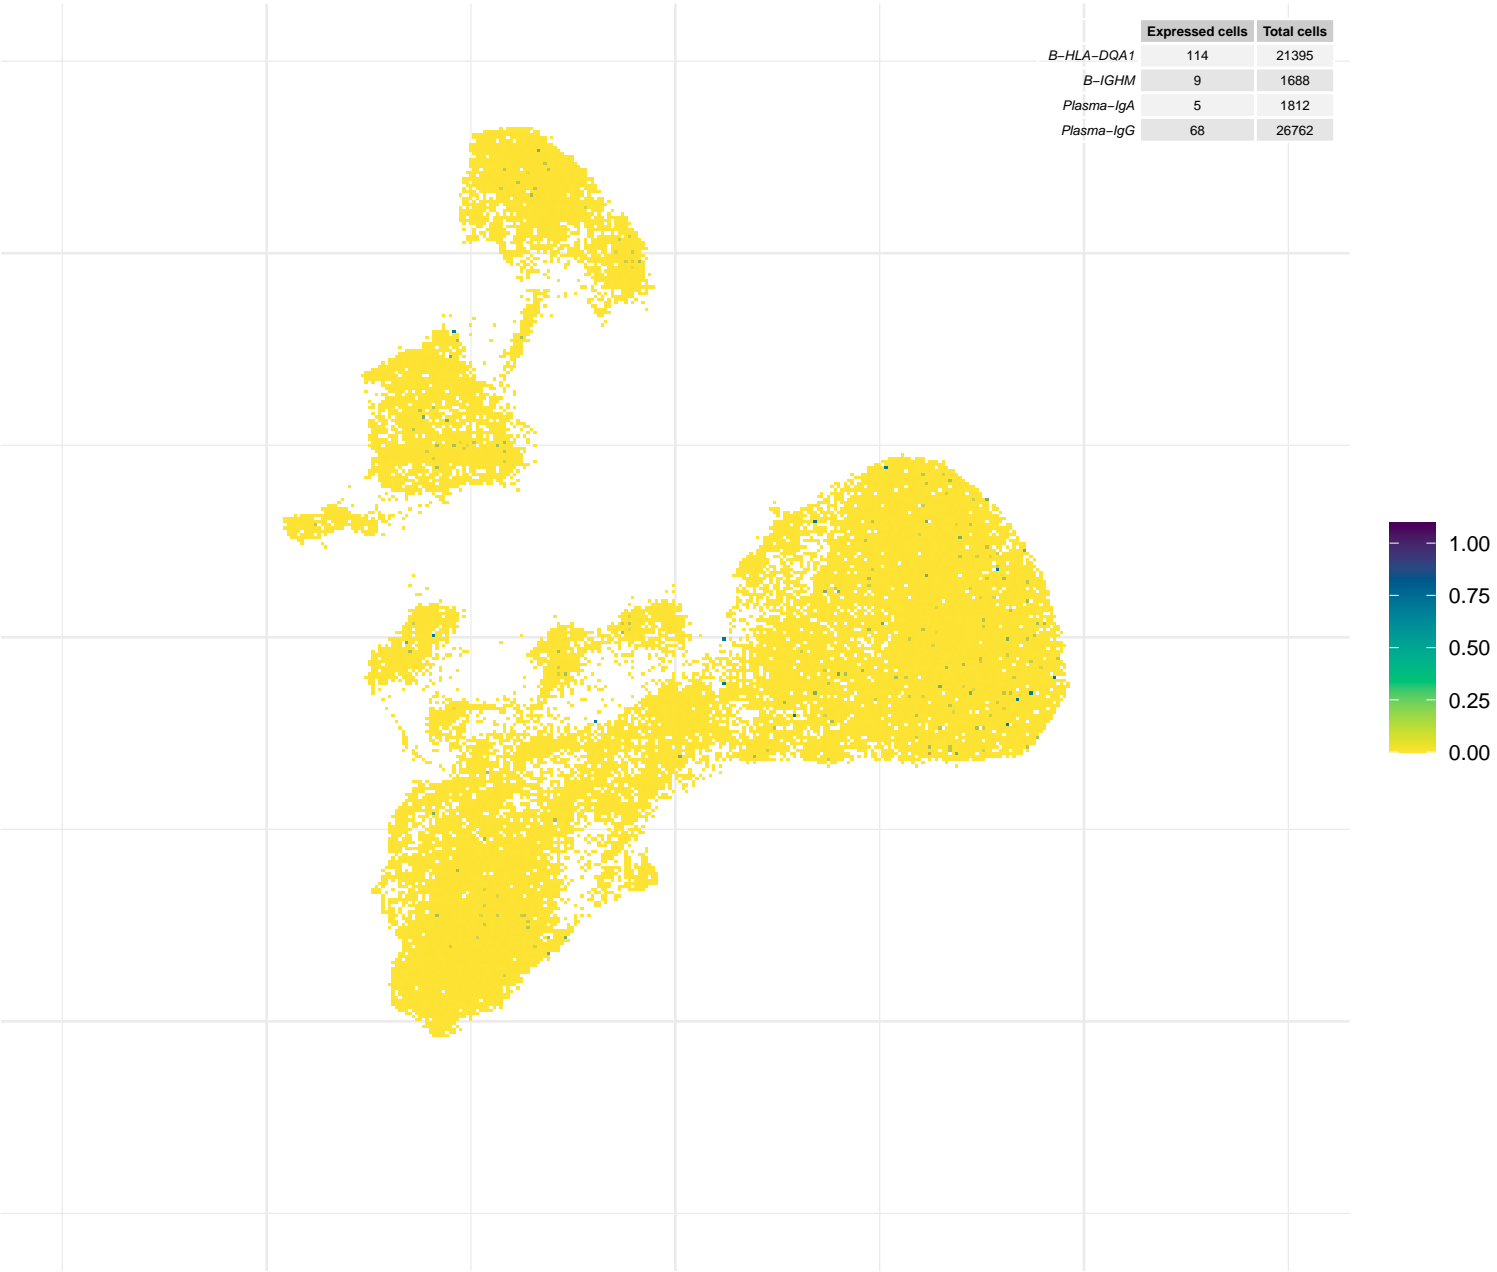 Expressed cells Total cells
B−HLA−DQA1 114 21395
B−IGHM 9 1688
Plasma−IgA 5 1812
Plasma−IgG 68 26762
1.00
0.75
0.50
0.25
0.00